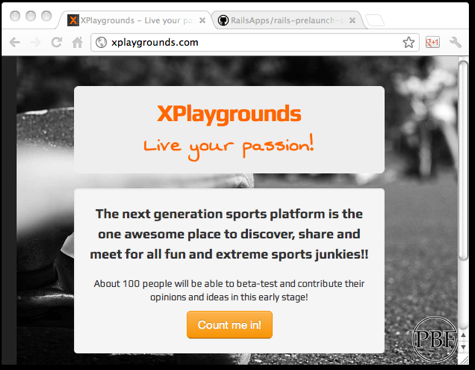 XPlaygrounds – Live your pas
RailsApps/rails-prelaunch-
xplaygrounds.com
XPlaygrounds
Live your passion!
The next generation sports platform is the
one awesome place to discover, share and
meet for all fun and extreme sports junkies!!
About 100 people will be able to beta-test and contribute their
opinions and ideas in this early stage!
Count me in!
PBF